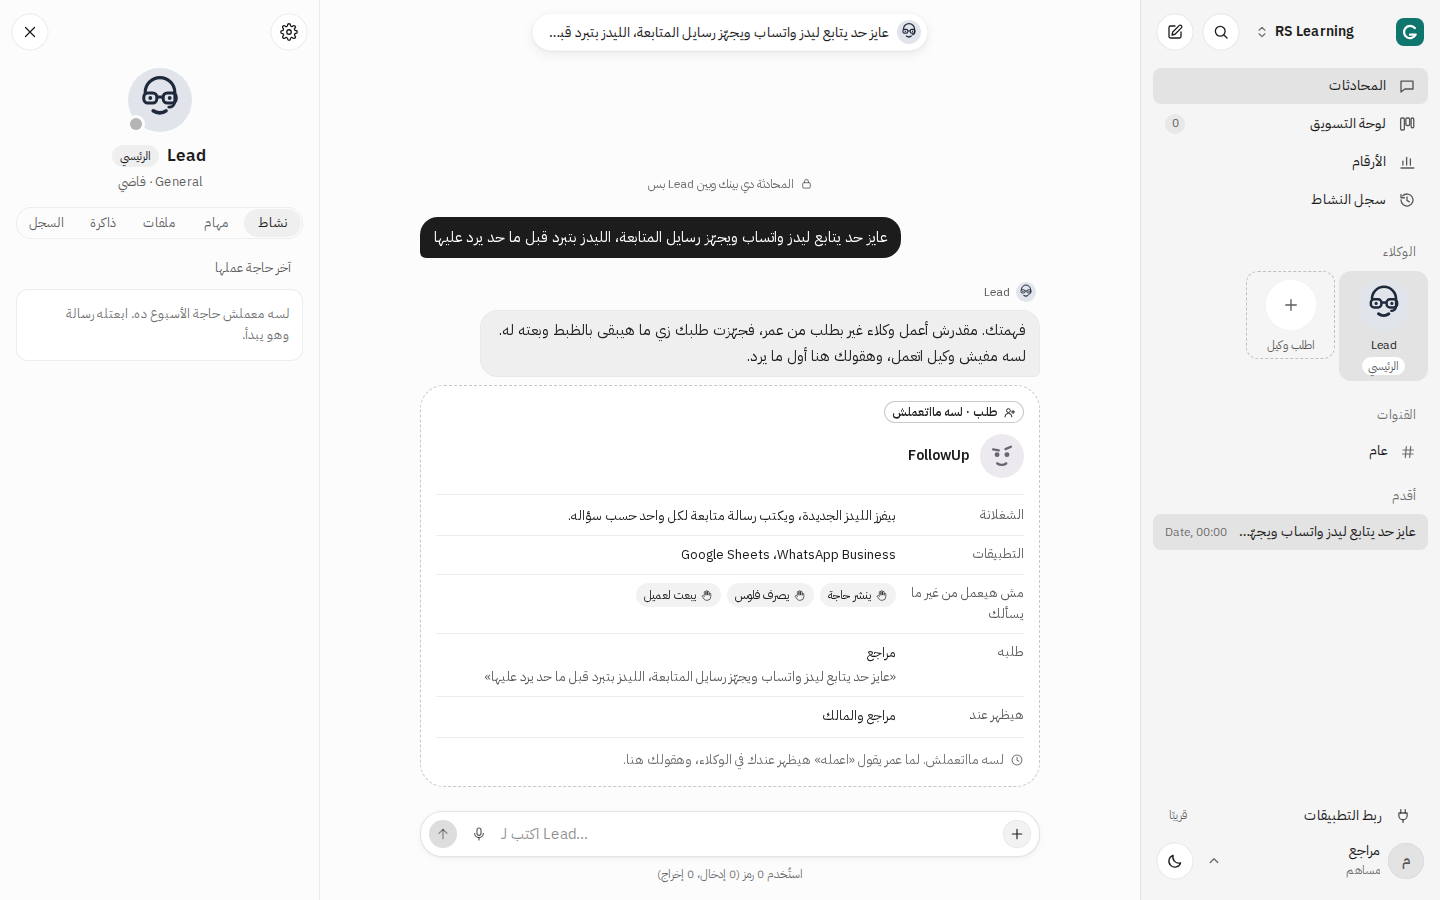 RS Learning
المحادثات
لوحة التسويق
0
الأرقام
سجل النشاط
الوكلاء
Lead
الرئيسي
اطلب وكيل
القنوات
عام
أقدم
عايز حد يتابع ليدز واتساب ويجهّز...
Date, 00:00
ربط التطبيقات
قريبًا
م
مراجع
مساهم
عايز حد يتابع ليدز واتساب ويجهّز رسايل المتابعة، الليدز بتبرد قبـ...
المحادثة دي بينك وبين Lead بس
عايز حد يتابع ليدز واتساب ويجهّز رسايل المتابعة، الليدز بتبرد قبل ما حد يرد عليها
Lead
فهمتك. مقدرش أعمل وكلاء غير بطلب من عمر، فجهّزت طلبك زي ما هيبقى بالظبط وبعته له.
لسه مفيش وكيل اتعمل، وهقولك هنا أول ما يرد.
طلب · لسه مااتعملش
FollowUp
الشغلانة
بيفرز الليدز الجديدة، ويكتب رسالة متابعة لكل واحد حسب سؤاله.
التطبيقات
Google Sheets ،WhatsApp Business
مش هيعمل من غير ما
يسألك
ينشر حاجة
يصرف فلوس
يبعت لعميل
طلبه
مراجع
«عايز حد يتابع ليدز واتساب ويجهّز رسايل المتابعة، الليدز بتبرد قبل ما حد يرد عليها»
هيظهر عند
مراجع والمالك
لسه مااتعملش. لما عمر يقول «اعمله» هيظهر عندك في الوكلاء، وهقولك هنا.
اكتب لـ Lead...
استُخدم 0 رمز (0 إدخال، 0 إخراج)
Lead
الرئيسي
General · فاضي
نشاط
مهام
ملفات
ذاكرة
السجل
آخر حاجة عملها
لسه معملش حاجة الأسبوع ده. ابعتله رسالة
وهو يبدأ.